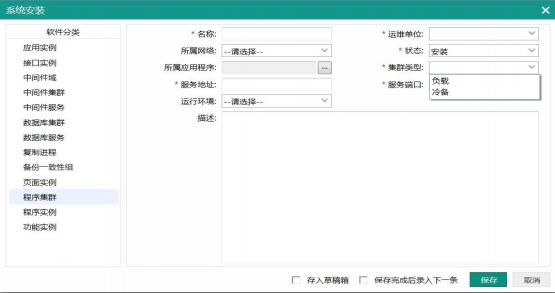 系统安装
软件分类
应用实例
接口实例
中间件域
中间件集群
中间件服务
数据库集群
数据库服务
复制进程
备份一致性组
页面实例
程序集群
程序实例
功能实例
* 名称:
* 运维单位:
所属网络: --请选择--
* 状态: 安装
所属应用程序: ...
* 集群类型:
负载
冷备
* 服务地址:
* 服务端口:
运行环境: --请选择--
描述:
存入草稿箱 保存完成后录入下一条 保存 取消